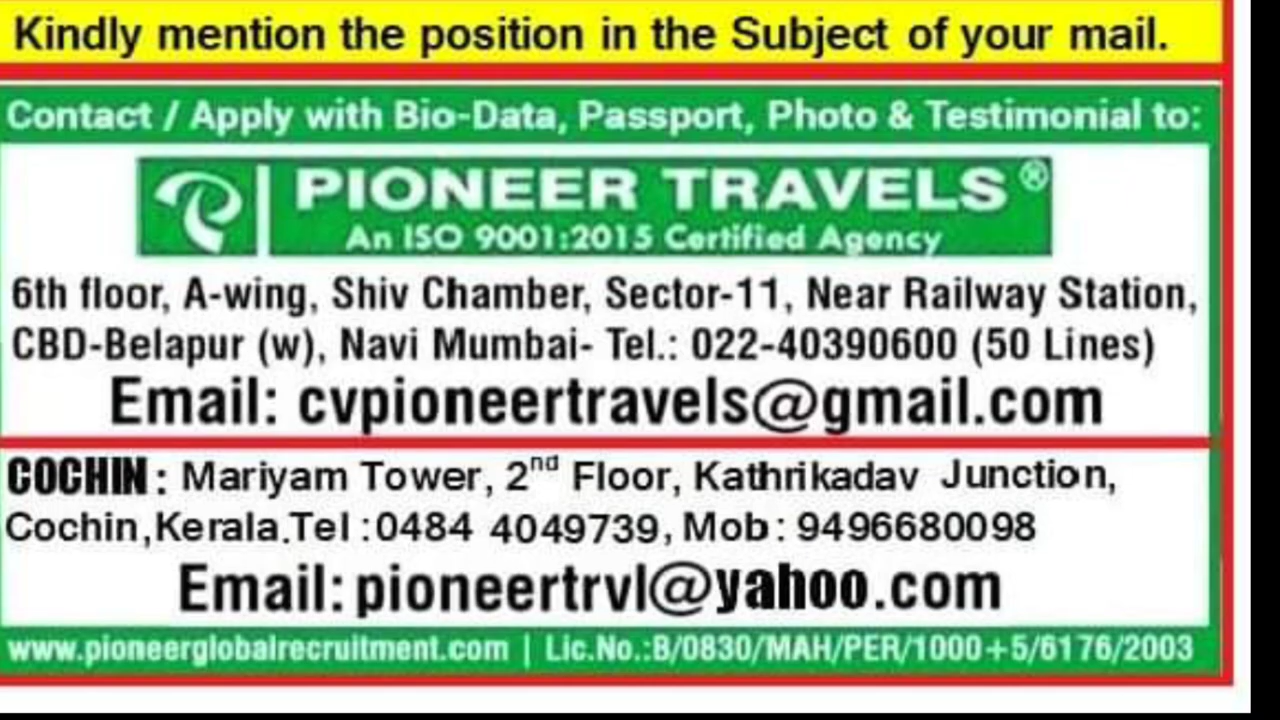 Kindly mention the position in the Subject of your mail.
Contact / Apply with Bio-Data, Passport, Photo & Testimonial to:
PIONEER TRAVELS ®
An ISO 9001:2015 Certified Agency
6th floor, A-wing, Shiv Chamber, Sector-11, Near Railway Station,
CBD-Belapur (w), Navi Mumbai- Tel.: 022-40390600 (50 Lines)
Email: cvpioneertravels@gmail.com
COCHIN : Mariyam Tower, 2nd Floor, Kathrikadav Junction,
Cochin,Kerala.Tel :0484 4049739, Mob: 9496680098
Email: pioneertrvl@yahoo.com
www.pioneerglobalrecruitment.com | Lic.No.:B/0830/MAH/PER/1000+5/6176/2003